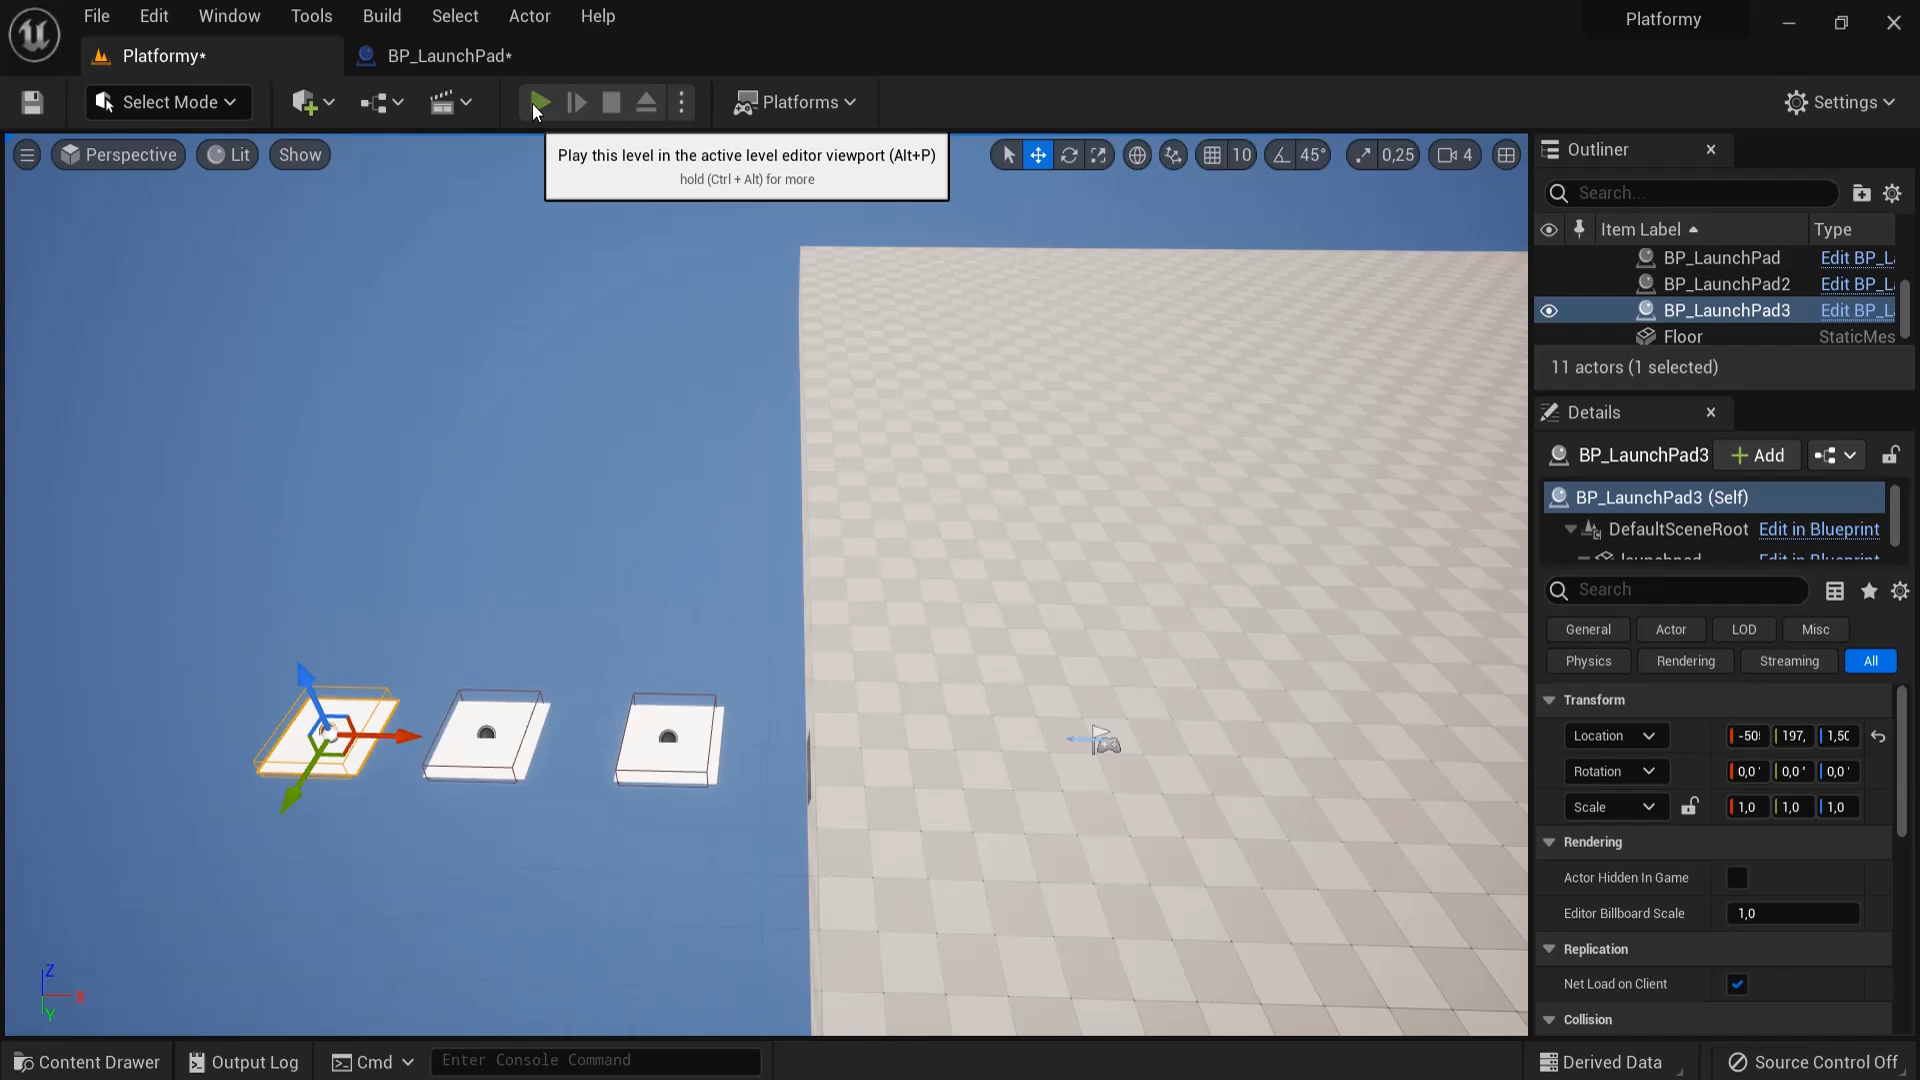 File Edit Window Tools Build Select Actor Help
Platformy
Platformy*
BP_LaunchPad*
Select Mode
Platforms
Settings
Play this level in the active level editor viewport (Alt+P)
hold (Ctrl + Alt) for more
Perspective Lit Show
10 45° 0,25 4
Outliner
Search...
Item Label Type
BP_LaunchPad Edit BP_L
BP_LaunchPad2 Edit BP_L
BP_LaunchPad3 Edit BP_L
Floor StaticMes
11 actors (1 selected)
Details
BP_LaunchPad3 Add
BP_LaunchPad3 (Self)
DefaultSceneRoot Edit in Blueprint
launchpad Edit in Blueprint
Search
General Actor LOD Misc
Physics Rendering Streaming All
Transform
Location -50 197, 1,50
Rotation 0,0° 0,0° 0,0°
Scale 1,0 1,0 1,0
Rendering
Actor Hidden In Game
Editor Billboard Scale 1,0
Replication
Net Load on Client
Collision
Z
X
Y
Content Drawer Output Log Cmd Enter Console Command Derived Data Source Control Off